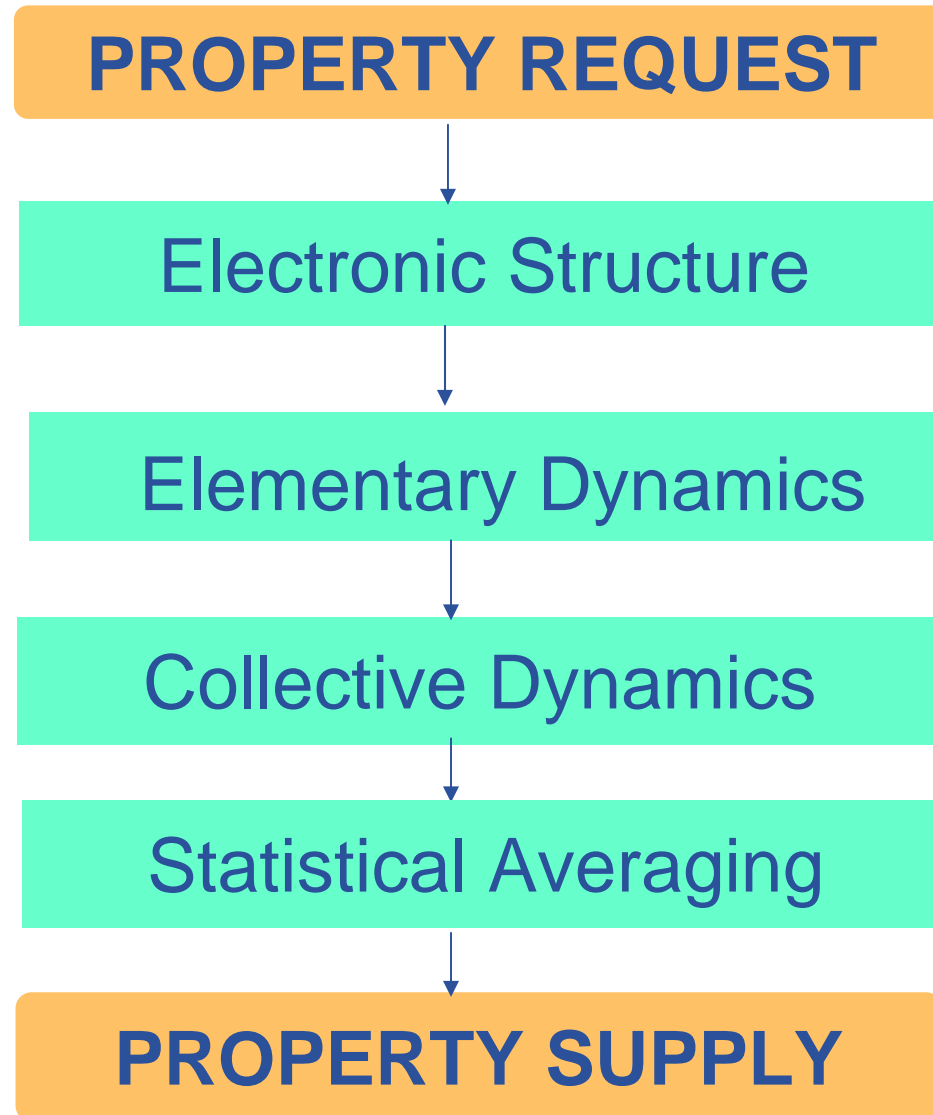 PROPERTY REQUEST
Electronic Structure
Elementary Dynamics
Collective Dynamics
Statistical Averaging
PROPERTY SUPPLY